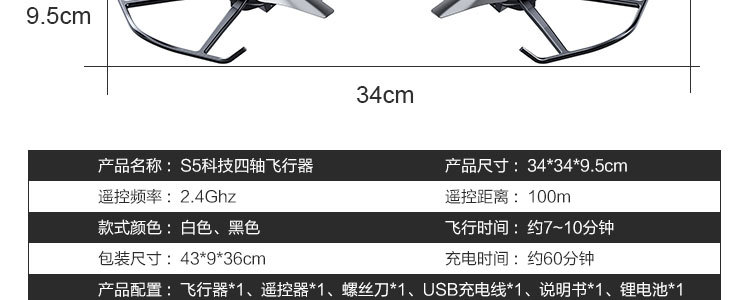 9.5cm
34cm
产品名称：S5科技四轴飞行器 产品尺寸：34*34*9.5cm
遥控频率：2.4Ghz 遥控距离：100m
款式颜色：白色、黑色 飞行时间：约7~10分钟
包装尺寸：43*9*36cm 充电时间：约60分钟
产品配置：飞行器*1、遥控器*1、螺丝刀*1、USB充电线*1、说明书*1、锂电池*1